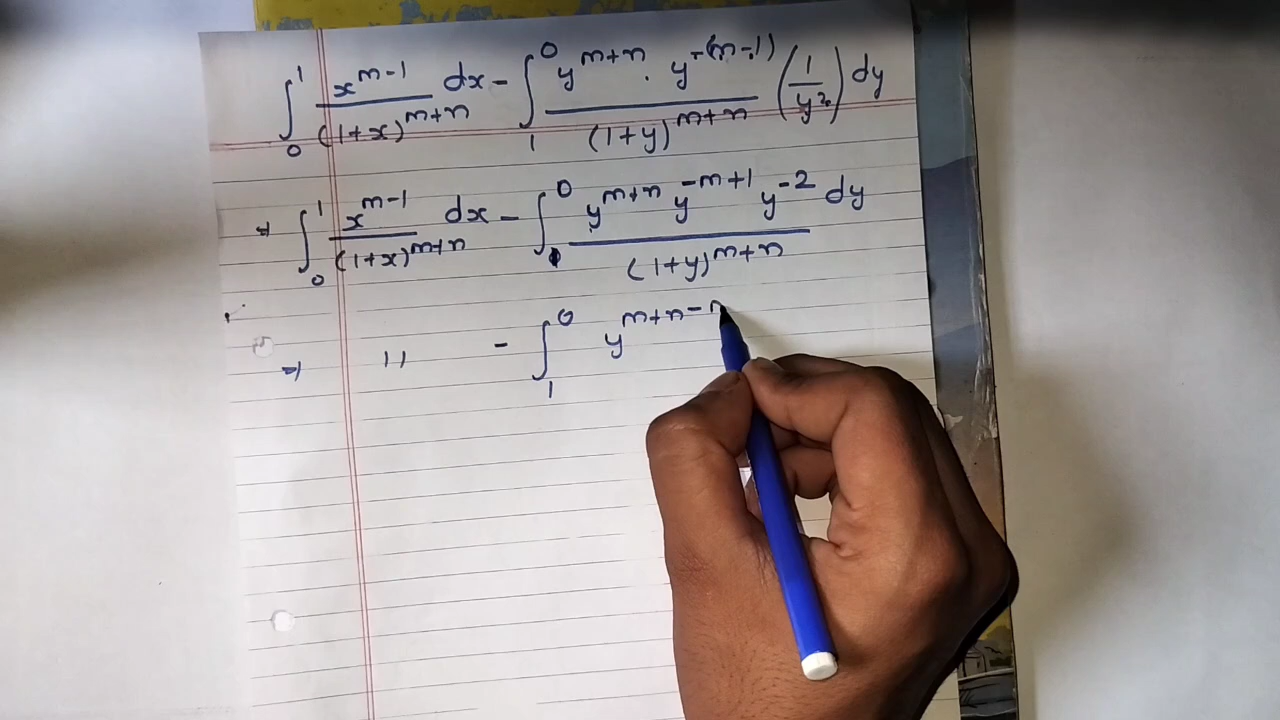 ∫₀¹ x^(m-1)/(1+x)^(m+n) dx - ∫₁⁰ y^(m+n) · y^(-(m-1))/(1+y)^(m+n) (1/y²) dy
⇒ ∫₀¹ x^(m-1)/(1+x)^(m+n) dx - ∫₁⁰ y^(m+n) y^(-m+1) y^(-2)/(1+y)^(m+n) dy
⇒ 〃 - ∫₁⁰ y^(m+n-